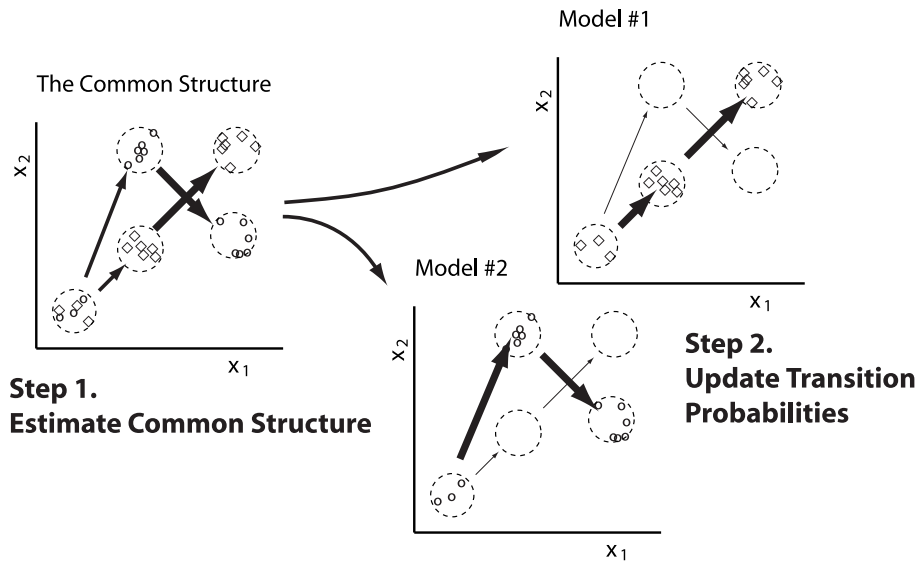 Model #1
The Common Structure
x2
x2
x1
Model #2
x1
x2
Step 1.
Estimate Common Structure
Step 2.
Update Transition
Probabilities
x1